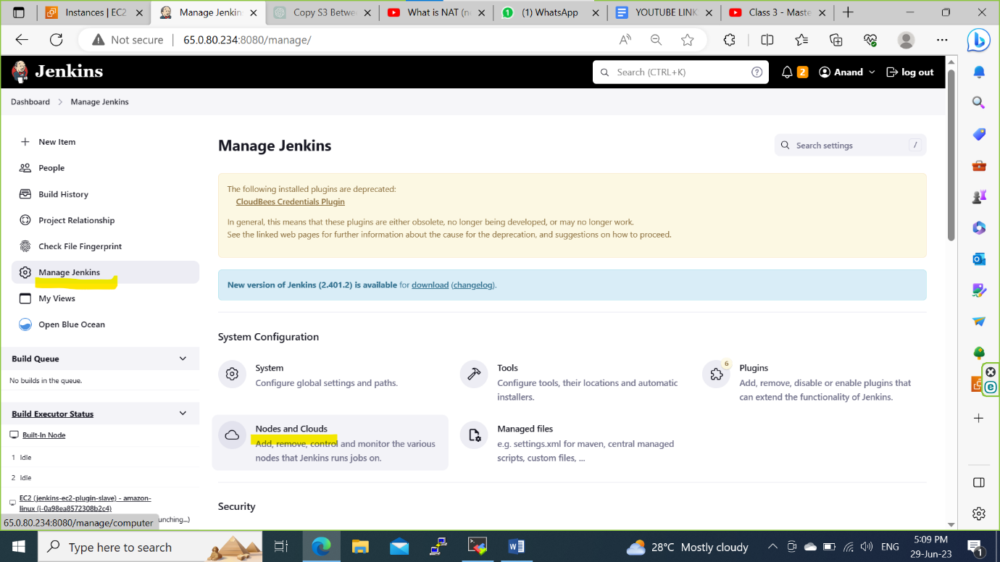 Instances | EC2
Manage Jenkin
Copy S3 Betwe
What is NAT (n
(1) WhatsApp
YOUTUBE LINK
Class 3 - Maste
Not secure
65.0.80.234:8080/manage/
Jenkins
Search (CTRL+K)
2
Anand
log out
Dashboard > Manage Jenkins
New Item
People
Build History
Project Relationship
Check File Fingerprint
Manage Jenkins
My Views
Open Blue Ocean
Build Queue
No builds in the queue.
Build Executor Status
Built-In Node
1 Idle
2 Idle
EC2 (jenkins-ec2-plugin-slave) - amazon-
linux (i-0a98ea8572308b2c4)
unching...)
65.0.80.234:8080/manage/computer
Manage Jenkins
Search settings
/
The following installed plugins are deprecated:
CloudBees Credentials Plugin
In general, this means that these plugins are either obsolete, no longer being developed, or may no longer work.
See the linked web pages for further information about the cause for the deprecation, and suggestions on how to proceed.
New version of Jenkins (2.401.2) is available for download (changelog).
System Configuration
System
Configure global settings and paths.
Tools
Configure tools, their locations and automatic
installers.
6
Plugins
Add, remove, disable or enable plugins that
can extend the functionality of Jenkins.
Nodes and Clouds
Add, remove, control and monitor the various
nodes that Jenkins runs jobs on.
Managed files
e.g. settings.xml for maven, central managed
scripts, custom files, ...
Security
Type here to search
28°C Mostly cloudy
ENG
5:09 PM
29-Jun-23
1